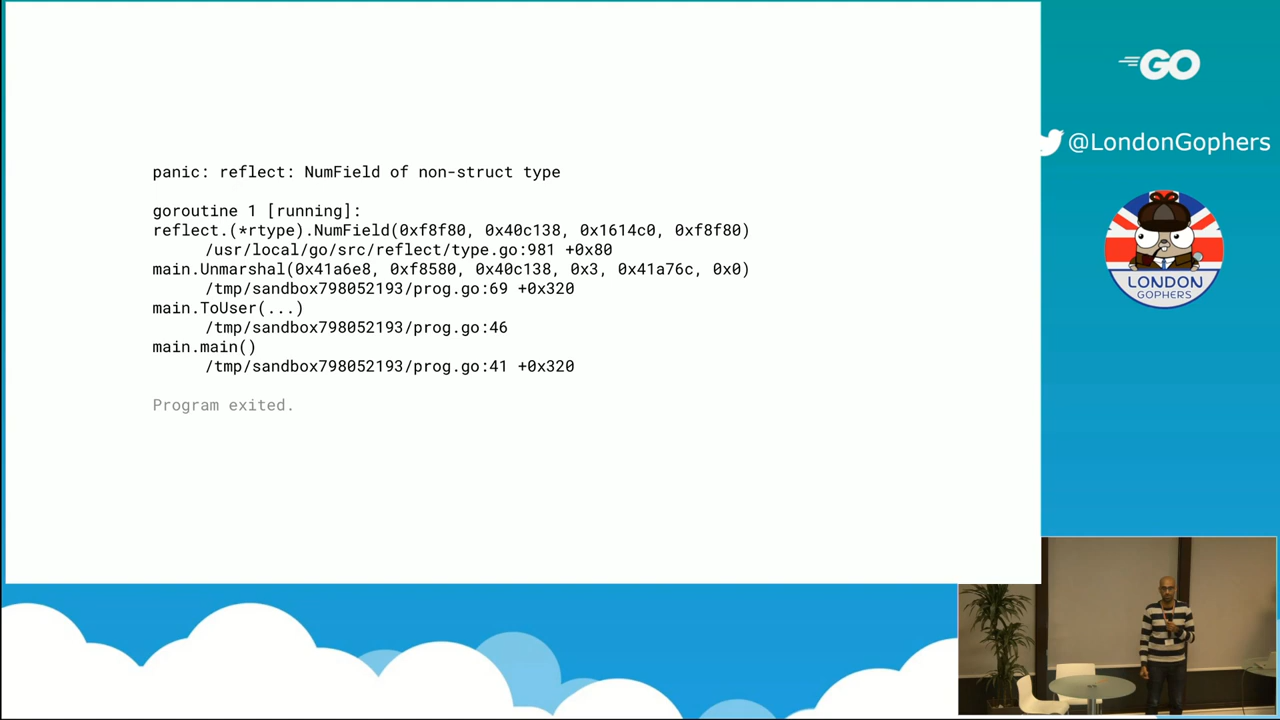 panic: reflect: NumField of non-struct type
goroutine 1 [running]:
reflect.(*rtype).NumField(0xf8f80, 0x40c138, 0x1614c0, 0xf8f80)
/usr/local/go/src/reflect/type.go:981 +0x80
main.Unmarshal(0x41a6e8, 0xf8580, 0x40c138, 0x3, 0x41a76c, 0x0)
/tmp/sandbox798052193/prog.go:69 +0x320
main.ToUser(...)
/tmp/sandbox798052193/prog.go:46
main.main()
/tmp/sandbox798052193/prog.go:41 +0x320
Program exited.
GO
@LondonGophers
LONDON
GOPHERS